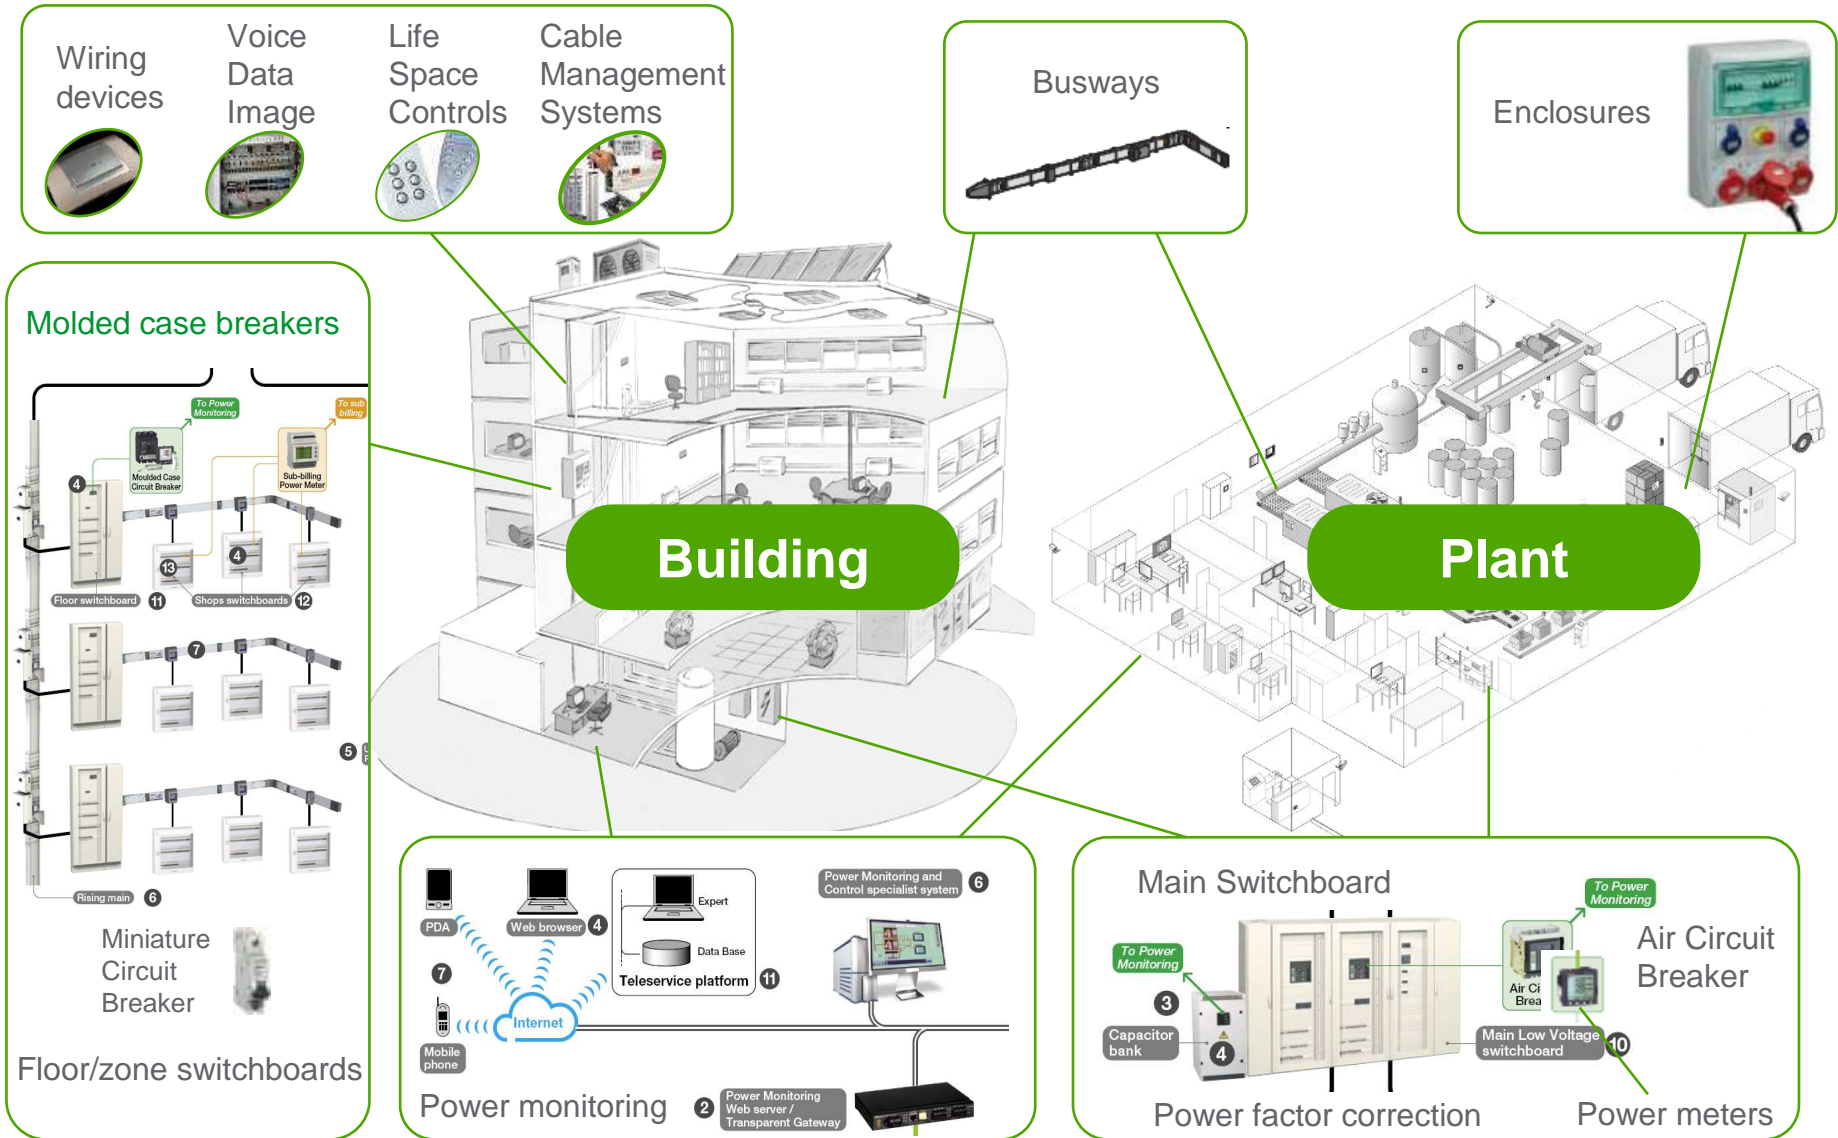 Wiring
devices
Voice
Data
Image
Life
Space
Controls
Cable
Management
Systems
Busways
Enclosures
Molded case breakers
To Power
Monitoring
To sub
billing
4
Moulded Case
Circuit Breaker
Sub-billing
Power Meter
4
13
Floor switchboard
11
Shops switchboards
12
7
5
Rising main
6
Miniature
Circuit
Breaker
Floor/zone switchboards
Building
Plant
PDA
Web browser
4
Expert
Data Base
Teleservice platform
11
Power Monitoring and
Control specialist system
6
7
Internet
Mobile
phone
Power monitoring
2
Power Monitoring
Web server /
Transparent Gateway
Main Switchboard
To Power
Monitoring
To Power
Monitoring
3
Capacitor
bank
4
Air Circuit
Breaker
Main Low Voltage
switchboard
10
Power factor correction
Power meters